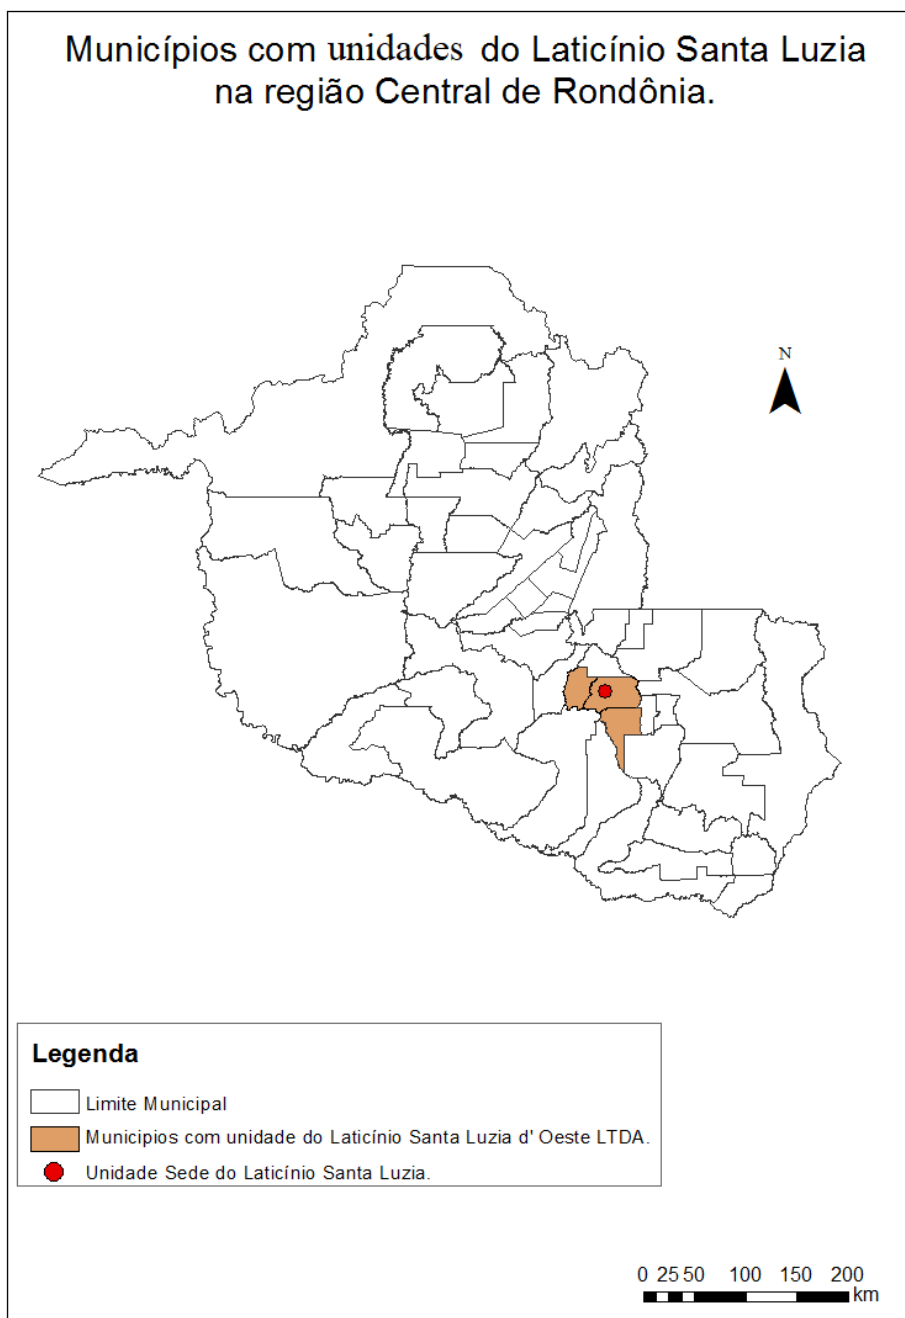 Municípios com unidades do Laticínio Santa Luzia
na região Central de Rondônia.
N
Legenda
Limite Municipal
Municipios com unidade do Laticínio Santa Luzia d' Oeste LTDA.
Unidade Sede do Laticínio Santa Luzia.
0 25 50 100 150 200
km